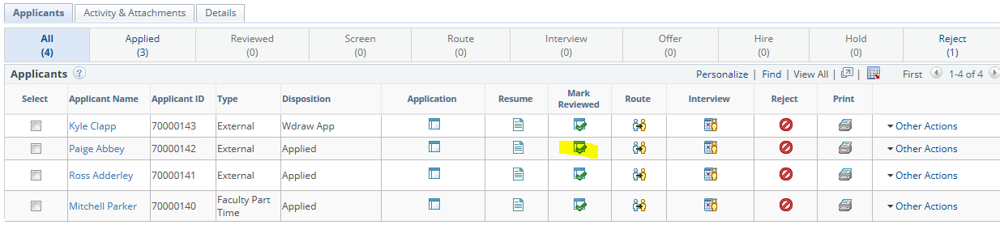 Applicants Activity & Attachments Details
All Applied Reviewed Screen Route Interview Offer Hire Hold Reject
(4) (3) (0) (0) (0) (0) (0) (0) (0) (1)
Applicants ? Personalize | Find | View All | | First 1-4 of 4
Select Applicant Name Applicant ID Type Disposition Application Resume Mark Reviewed Route Interview Reject Print
Kyle Clapp 70000143 External Wdraw App Other Actions
Paige Abbey 70000142 External Applied Other Actions
Ross Adderley 70000141 External Applied Other Actions
Mitchell Parker 70000140 Faculty Part Time Applied Other Actions